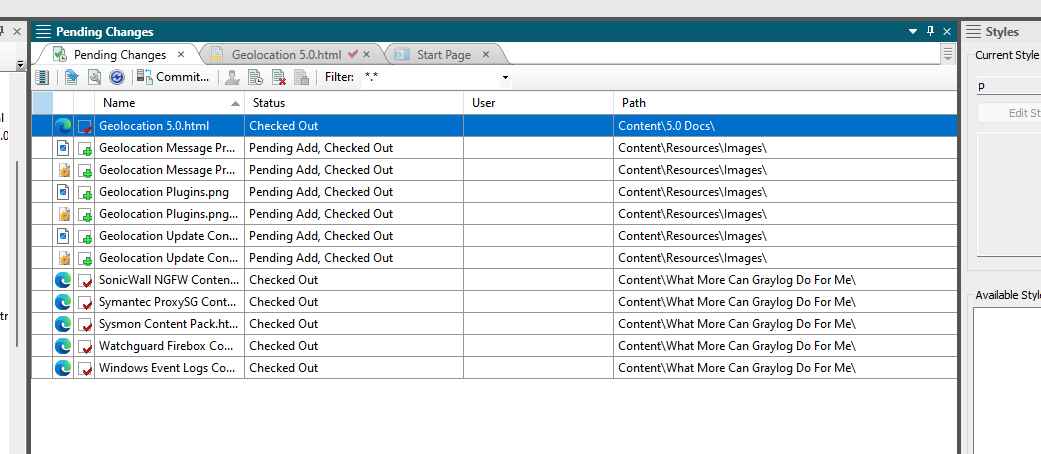 Pending Changes
Styles
Pending Changes
Geolocation 5.0.html
Start Page
Current Style
Commit...
Filter:
*.*
P
Edit St
Name
Status
User
Path
Geolocation 5.0.html Checked Out Content\5.0 Docs\
Geolocation Message Pr... Pending Add, Checked Out Content\Resources\Images\
Geolocation Message Pr... Pending Add, Checked Out Content\Resources\Images\
Geolocation Plugins.png Pending Add, Checked Out Content\Resources\Images\
Geolocation Plugins.png... Pending Add, Checked Out Content\Resources\Images\
Geolocation Update Con... Pending Add, Checked Out Content\Resources\Images\
Geolocation Update Con... Pending Add, Checked Out Content\Resources\Images\
SonicWall NGFW Conten... Checked Out Content\What More Can Graylog Do For Me\
Symantec ProxySG Cont... Checked Out Content\What More Can Graylog Do For Me\
Sysmon Content Pack.ht... Checked Out Content\What More Can Graylog Do For Me\
Watchguard Firebox Co... Checked Out Content\What More Can Graylog Do For Me\
Windows Event Logs Co... Checked Out Content\What More Can Graylog Do For Me\
Available Styl